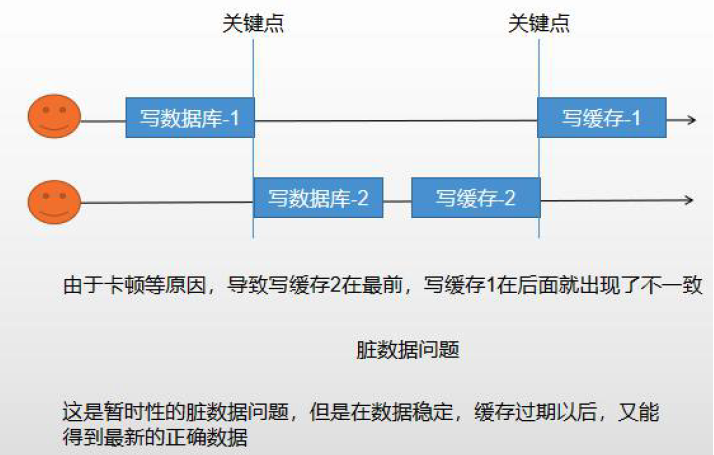 关键点 关键点
写数据库-1 写缓存-1
写数据库-2 写缓存-2
由于卡顿等原因，导致写缓存2在最前，写缓存1在后面就出现了不一致
脏数据问题
这是暂时性的脏数据问题，但是在数据稳定，缓存过期以后，又能
得到最新的正确数据